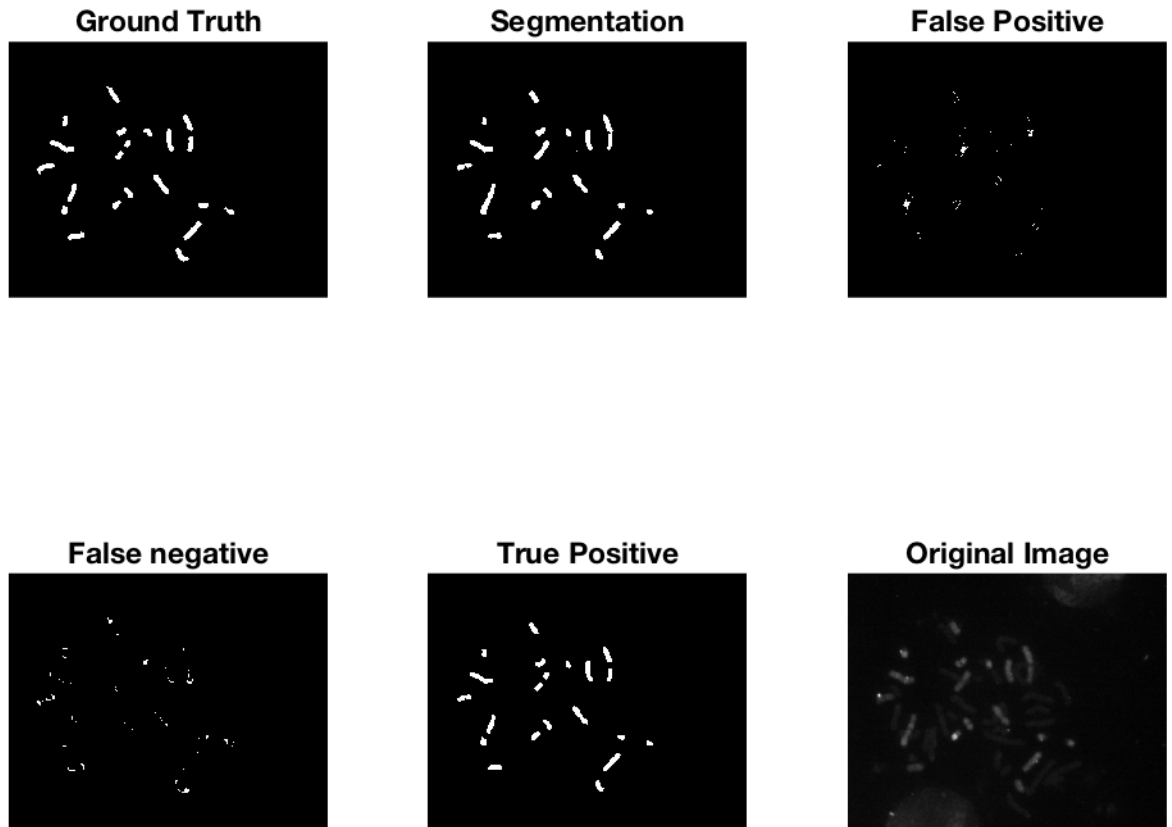 Ground Truth
Segmentation
False Positive
False negative
True Positive
Original Image